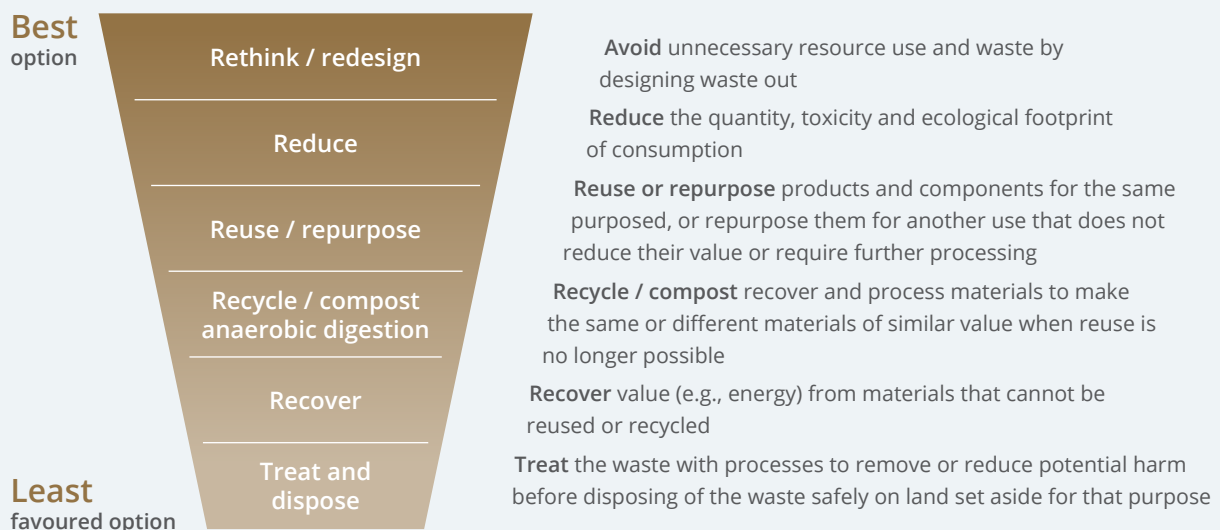 Best
option
Rethink / redesign
Avoid unnecessary resource use and waste by
designing waste out
Reduce
Reduce the quantity, toxicity and ecological footprint
of consumption
Reuse / repurpose
Reuse or repurpose products and components for the same
purposed, or repurpose them for another use that does not
reduce their value or require further processing
Recycle / compost
anaerobic digestion
Recycle / compost recover and process materials to make
the same or different materials of similar value when reuse is
no longer possible
Recover
Recover value (e.g., energy) from materials that cannot be
reused or recycled
Treat and
dispose
Treat the waste with processes to remove or reduce potential harm
before disposing of the waste safely on land set aside for that purpose
Least
favoured option